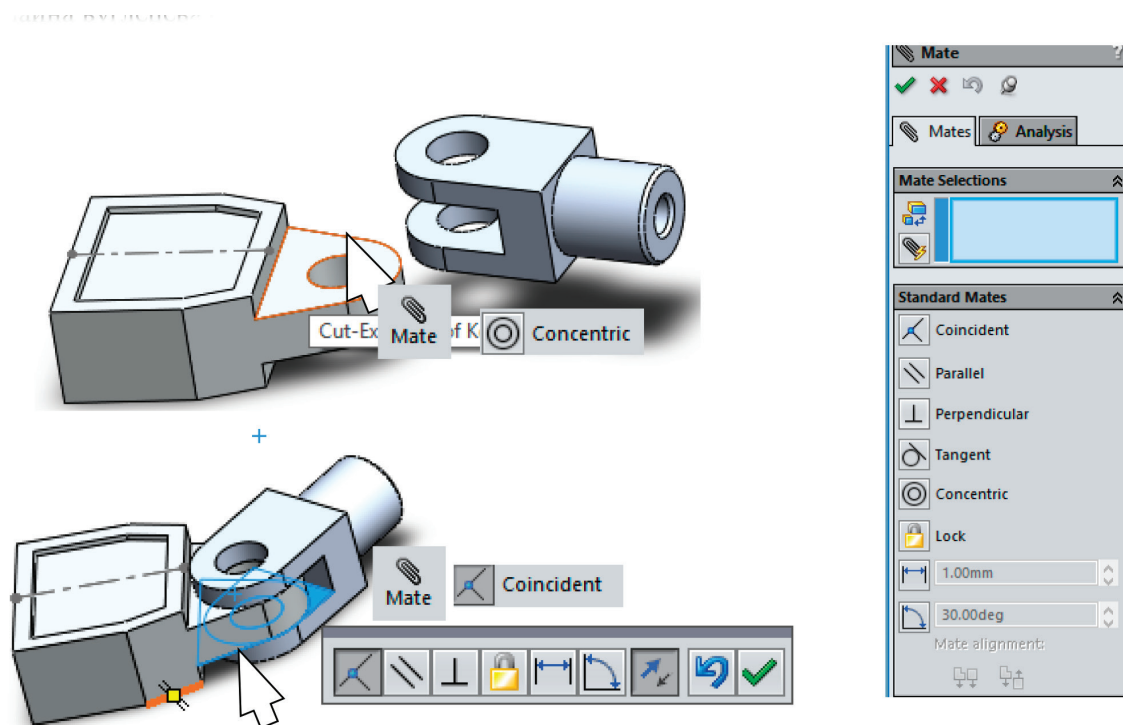 Mate
?
Mates
Analysis
Mate Selections
Standard Mates
Coincident
Parallel
Perpendicular
Tangent
Concentric
Lock
1.00mm
30.00deg
Mate alignment:
Cut-Ex
Mate
Concentric
Mate
Coincident